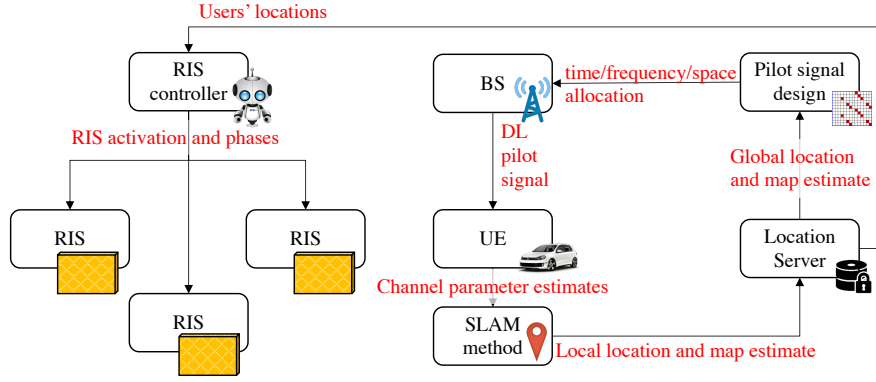 Users' locations
RIS
controller
BS
time/frequency/space
allocation
Pilot signal
design
RIS activation and phases
DL
pilot
signal
Global location
and map estimate
RIS
RIS
UE
Location
Server
Channel parameter estimates
RIS
SLAM
method
Local location and map estimate